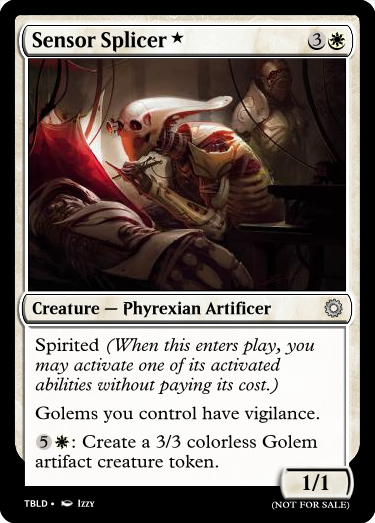 Sensor Splicer ★
3
Creature — Phyrexian Artificer
Spirited (When this enters play, you
may activate one of its activated
abilities without paying its cost.)
Golems you control have vigilance.
5 : Create a 3/3 colorless Golem
artifact creature token.
1/1
TBLD • Izzy
(NOT FOR SALE)